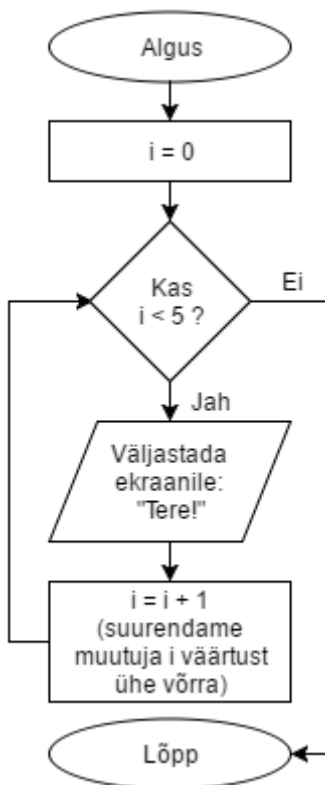 Algus
i = 0
Kas
i < 5 ?
Ei
Jah
Väljastada
ekraanile:
"Tere!"
i = i + 1
(suurendame
muutuja i väärtust
ühe võrra)
Lõpp